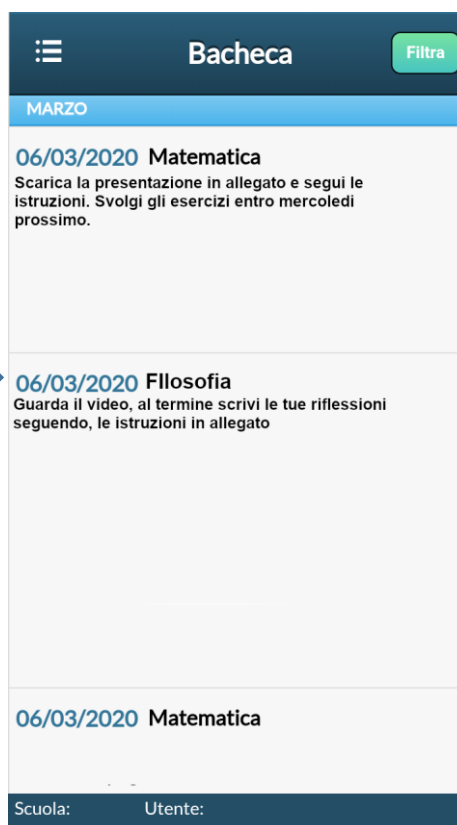 Bacheca
Filtra
MARZO
06/03/2020 Matematica
Scarica la presentazione in allegato e segui le
istruzioni. Svolgi gli esercizi entro mercoledi
prossimo.
06/03/2020 FIlosofia
Guarda il video, al termine scrivi le tue riflessioni
seguendo, le istruzioni in allegato
06/03/2020 Matematica
Scuola: Utente: